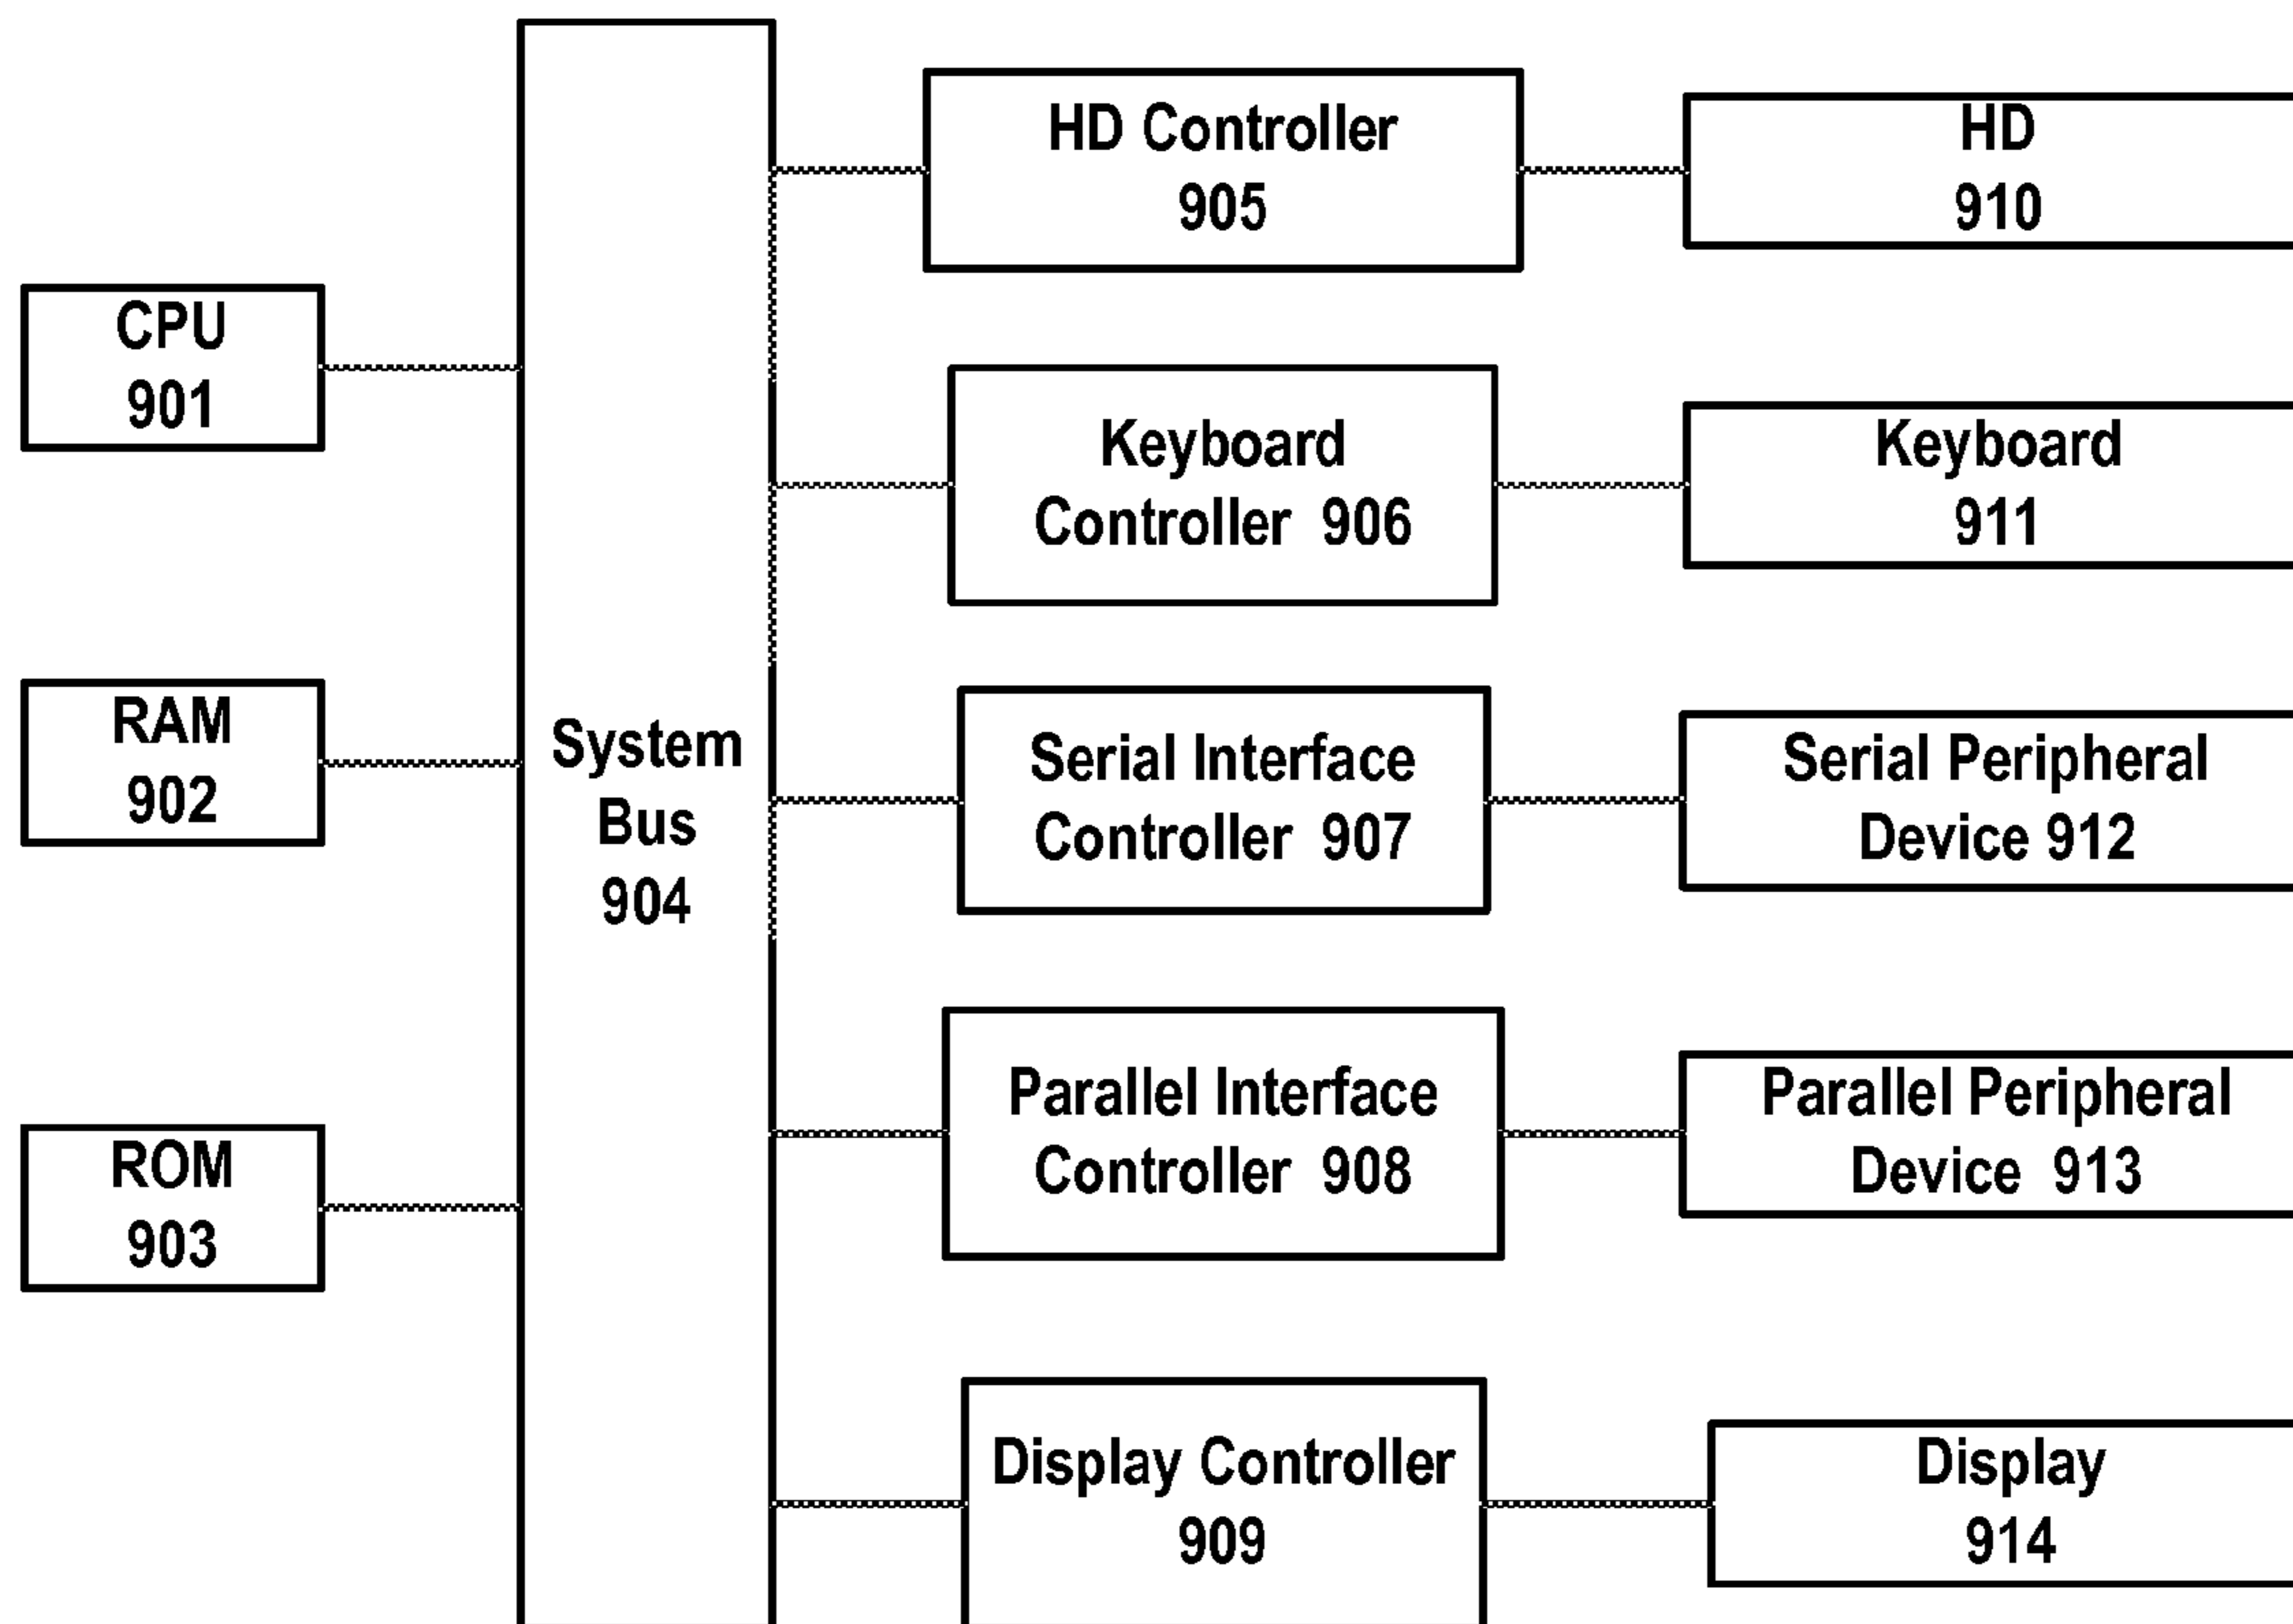 CPU
901
RAM
902
ROM
903
System
Bus
904
HD Controller
905
HD
910
Keyboard
Controller  906
Keyboard
911
Serial Interface
Controller  907
Serial Peripheral
Device 912
Parallel Interface
Controller  908
Parallel Peripheral
Device  913
Display Controller
909
Display
914